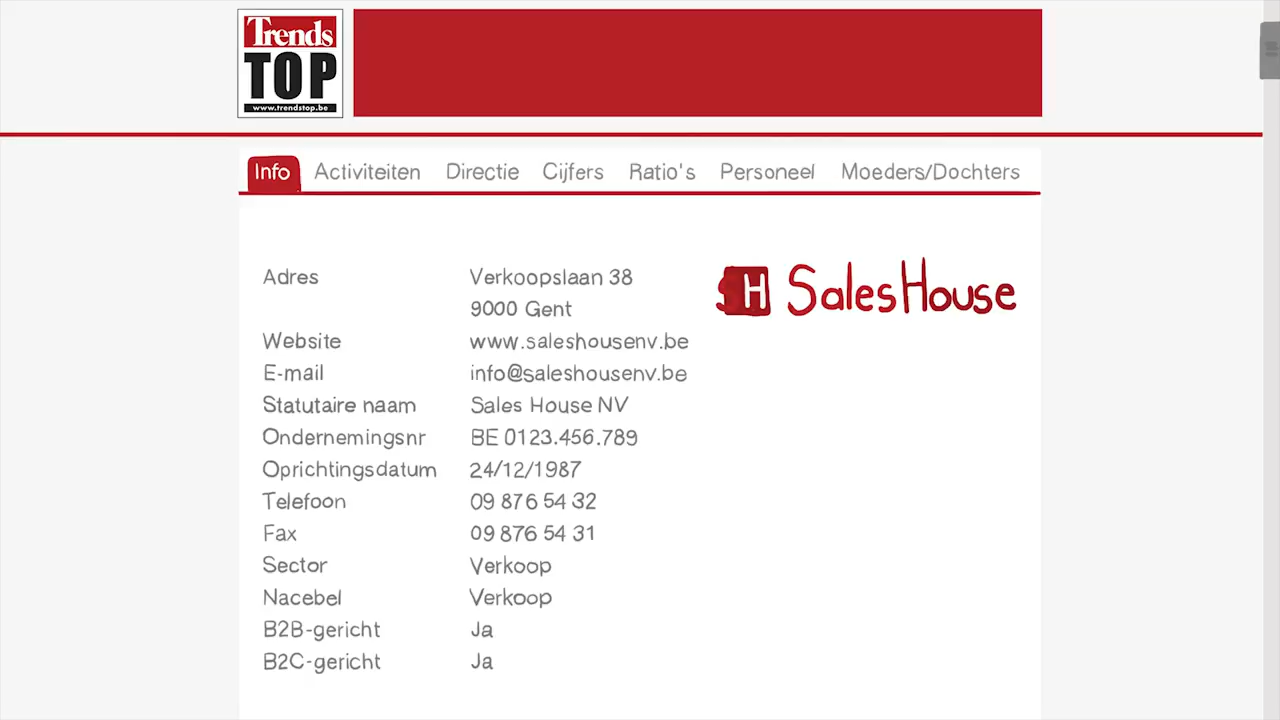 Trends
TOP
www.trendstop.be
Info Activiteiten Directie Cijfers Ratio's Personeel Moeders/Dochters
H SalesHouse
Adres Verkoopslaan 38
9000 Gent
Website www.saleshousenv.be
E-mail info@saleshousenv.be
Statutaire naam Sales House NV
Ondernemingsnr BE 0123.456.789
Oprichtingsdatum 24/12/1987
Telefoon 09 876 54 32
Fax 09 876 54 31
Sector Verkoop
Nacebel Verkoop
B2B-gericht Ja
B2C-gericht Ja